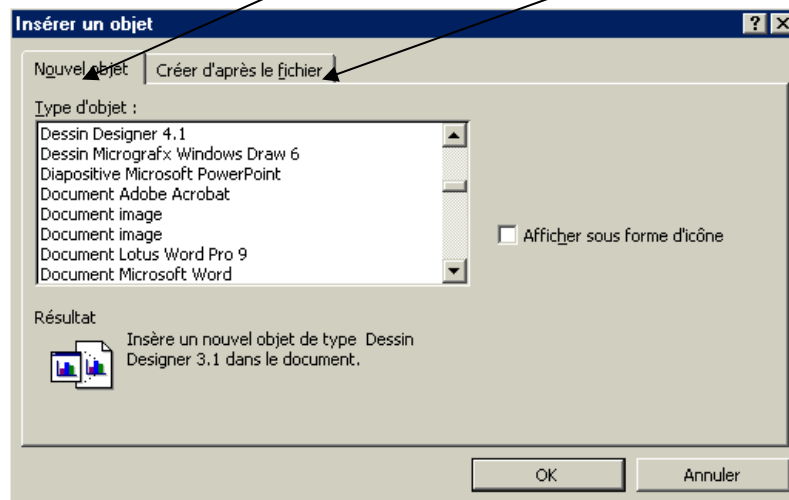 Insérer un objet
Nouvel objet Créer d'après le fichier
Type d'objet :
Dessin Designer 4.1
Dessin Micrografx Windows Draw 6
Diapositive Microsoft PowerPoint
Document Adobe Acrobat
Document image
Document image
Document Lotus Word Pro 9
Document Microsoft Word
Afficher sous forme d'icône
Résultat
Insère un nouvel objet de type Dessin
Designer 3.1 dans le document.
OK Annuler